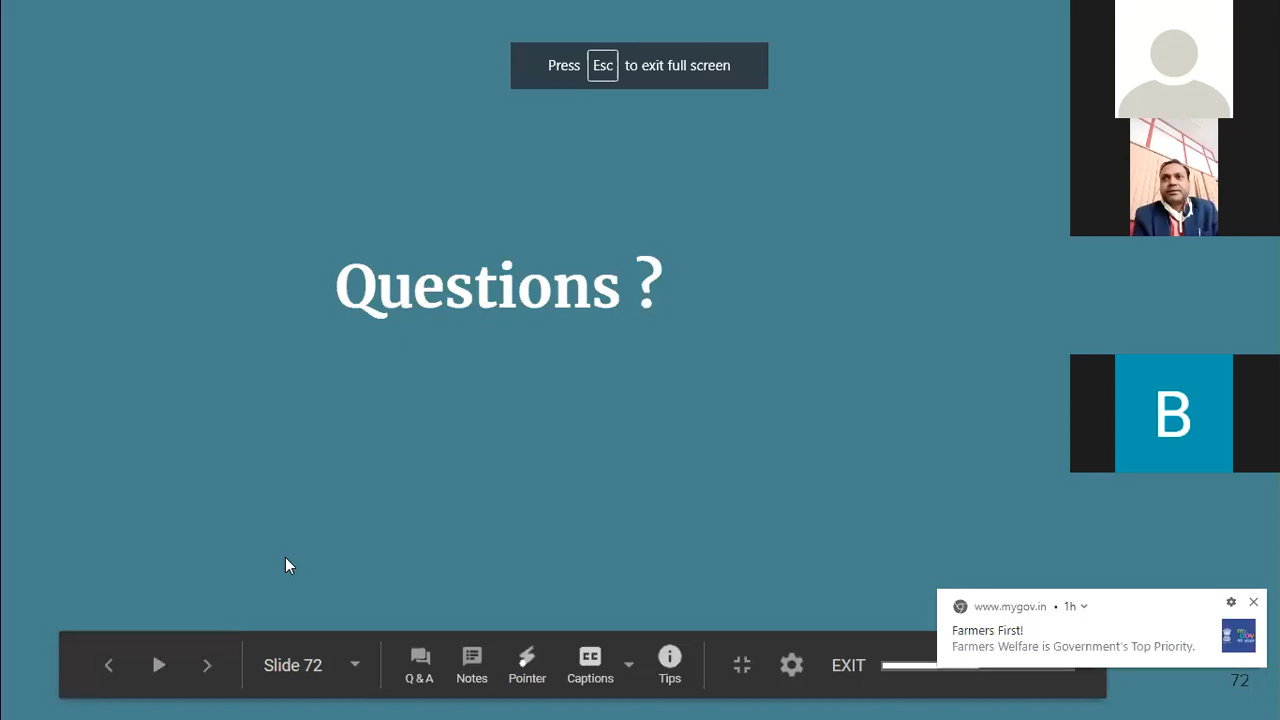 Press Esc to exit full screen
Questions ?
B
www.mygov.in • 1h
Farmers First!
Farmers Welfare is Government's Top Priority.
Slide 72
Q & A
Notes
Pointer
CC
Captions
Tips
EXIT
72